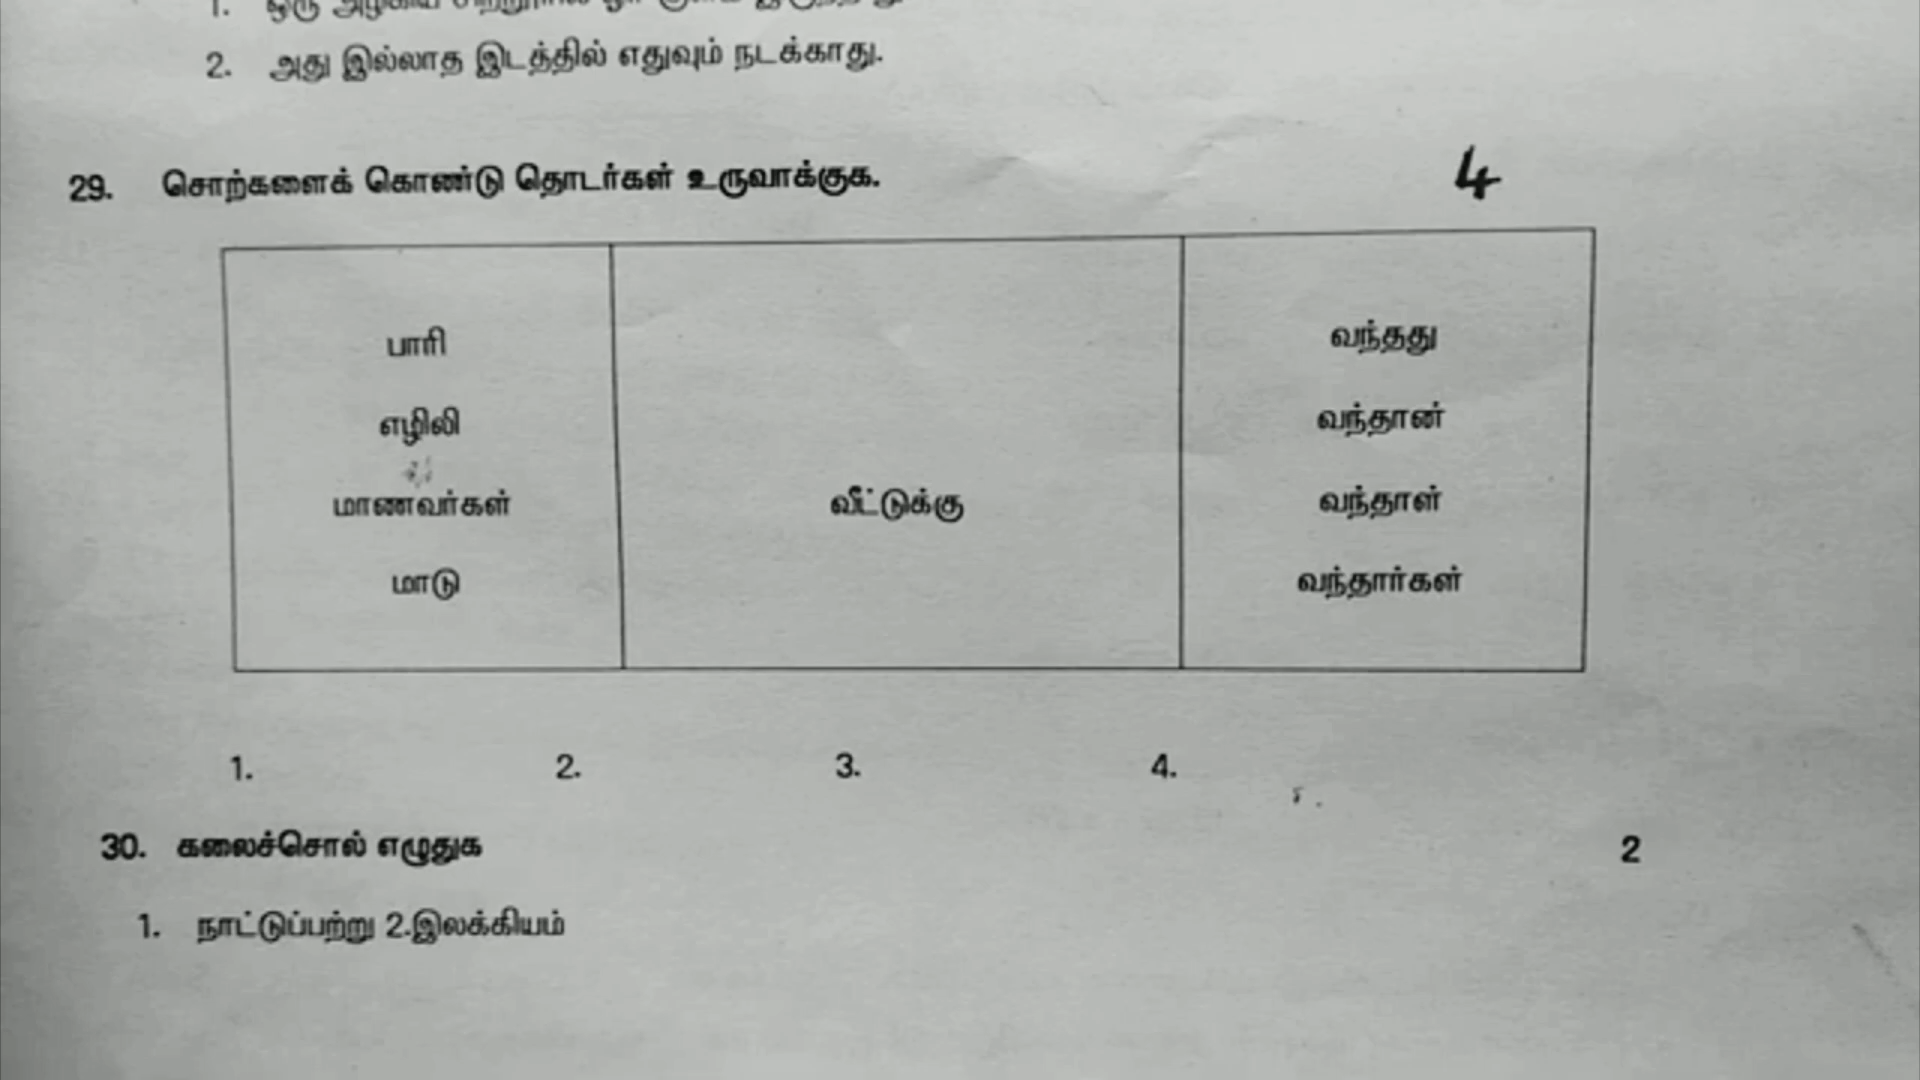 2. அது இல்லாத இடத்தில் எதுவும் நடக்காது.
29. சொற்களைக் கொண்டு தொடர்கள் உருவாக்குக. 4
பாரி வந்தது
எழிலி வந்தான்
மாணவர்கள் வீட்டுக்கு வந்தாள்
மாடு வந்தார்கள்
1. 2. 3. 4.
30. கலைச்சொல் எழுதுக 2
1. நாட்டுப்பற்று 2.இலக்கியம்